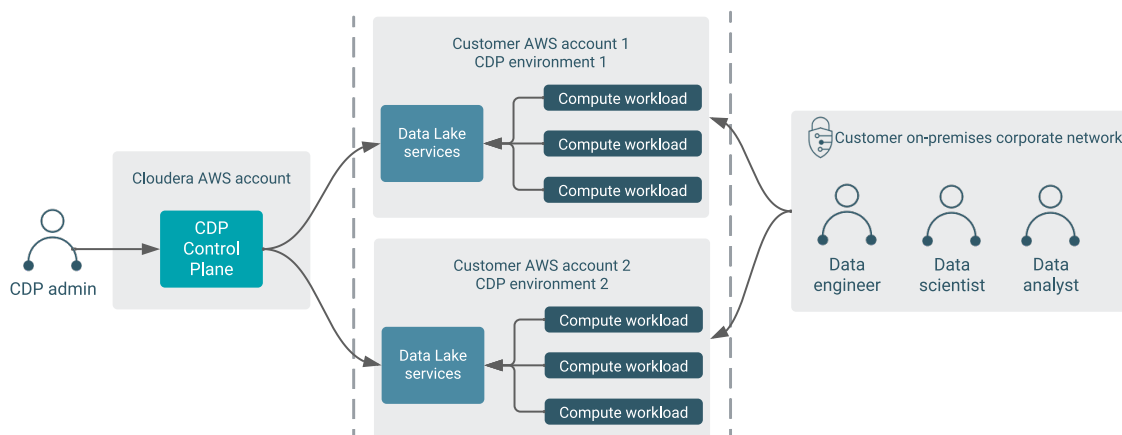 CDP admin
Cloudera AWS account
CDP
Control
Plane
Customer AWS account 1
CDP environment 1
Data Lake
services
Compute workload
Compute workload
Compute workload
Customer AWS account 2
CDP environment 2
Data Lake
services
Compute workload
Compute workload
Compute workload
Customer on-premises corporate network
Data
engineer
Data
scientist
Data
analyst